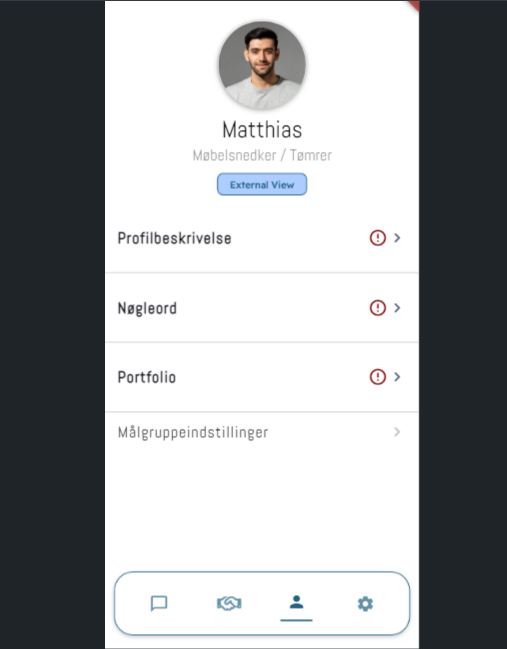 Matthias
Møbelsnedker / Tømrer
External View
Profilbeskrivelse
Nøgleord
Portfolio
Målgruppeindstillinger